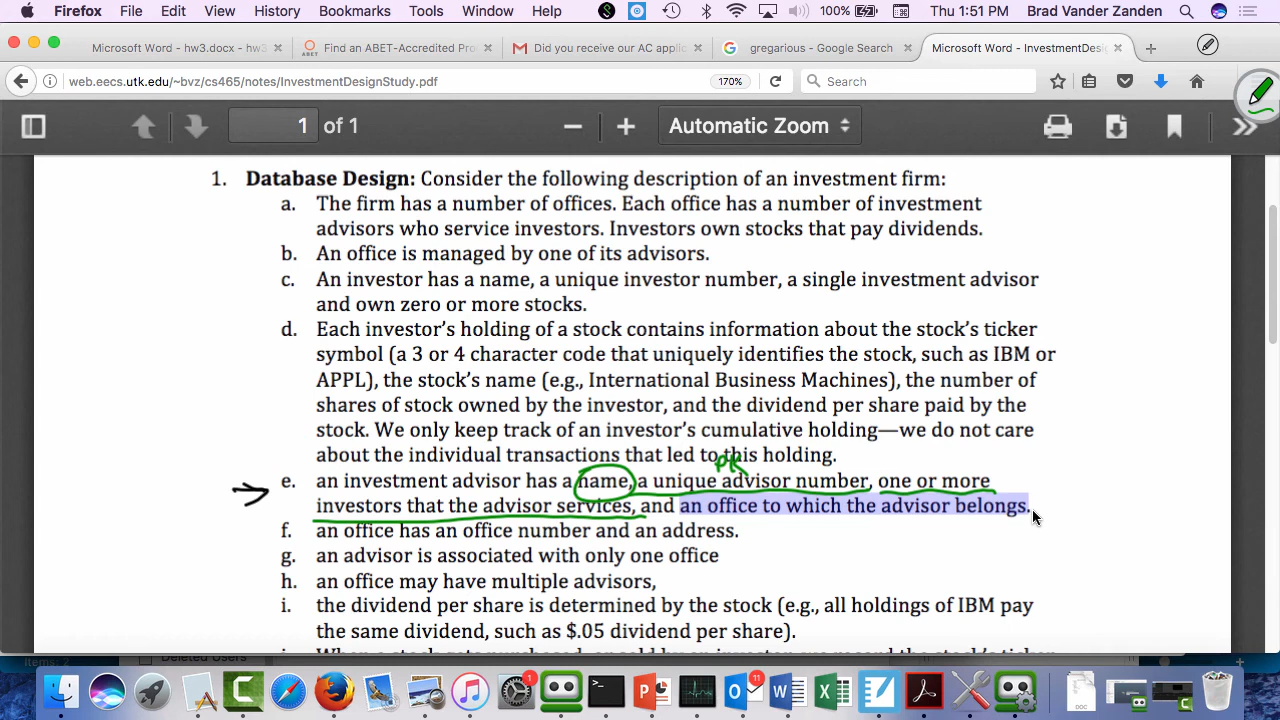 Firefox File Edit View History Bookmarks Tools Window Help 100% Thu 1:51 PM Brad Vander Zanden
Microsoft Word - hw3.docx - hw3 Find an ABET-Accredited Pro Did you receive our AC applic gregarious - Google Search Microsoft Word - InvestmentDesi
web.eecs.utk.edu/~bvz/cs465/notes/InvestmentDesignStudy.pdf 170% Search
1 of 1 Automatic Zoom
1. Database Design: Consider the following description of an investment firm:
a. The firm has a number of offices. Each office has a number of investment
advisors who service investors. Investors own stocks that pay dividends.
b. An office is managed by one of its advisors.
c. An investor has a name, a unique investor number, a single investment advisor
and own zero or more stocks.
d. Each investor's holding of a stock contains information about the stock's ticker
symbol (a 3 or 4 character code that uniquely identifies the stock, such as IBM or
APPL), the stock's name (e.g., International Business Machines), the number of
shares of stock owned by the investor, and the dividend per share paid by the
stock. We only keep track of an investor's cumulative holding—we do not care
about the individual transactions that led to this holding.
PK
e. an investment advisor has a name, a unique advisor number, one or more
investors that the advisor services, and an office to which the advisor belongs.
f. an office has an office number and an address.
g. an advisor is associated with only one office
h. an office may have multiple advisors,
i. the dividend per share is determined by the stock (e.g., all holdings of IBM pay
the same dividend, such as $.05 dividend per share).
Items: 2 Deleted Users
1 11
DOC